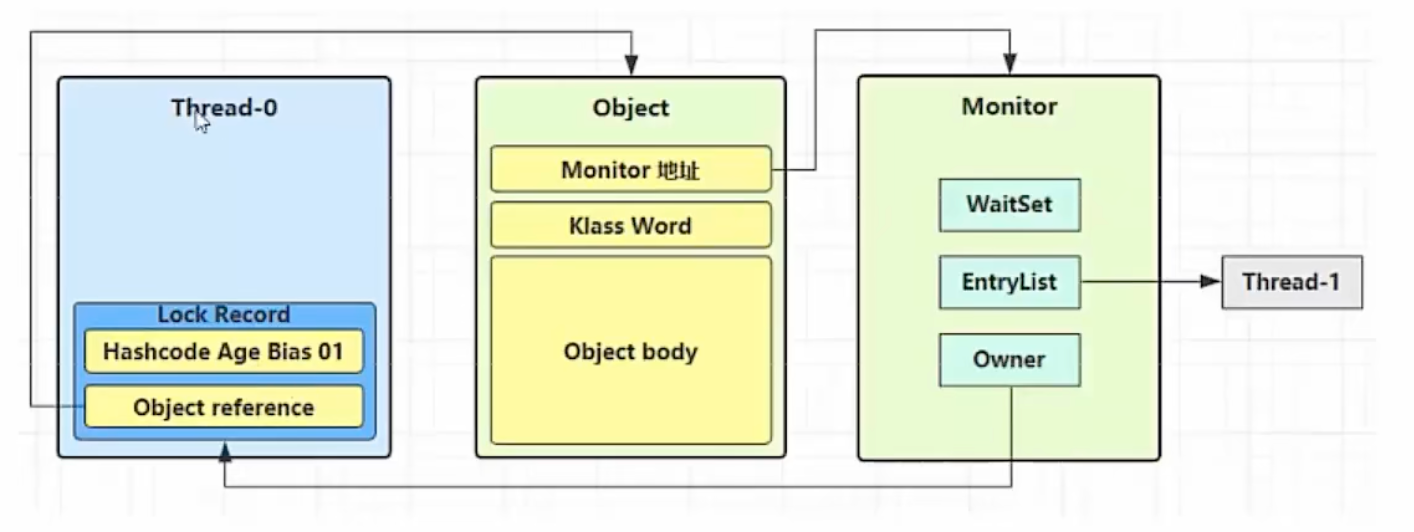 Thread-0
Lock Record
Hashcode Age Bias 01
Object reference
Object
Monitor 地址
Klass Word
Object body
Monitor
WaitSet
EntryList
Owner
Thread-1